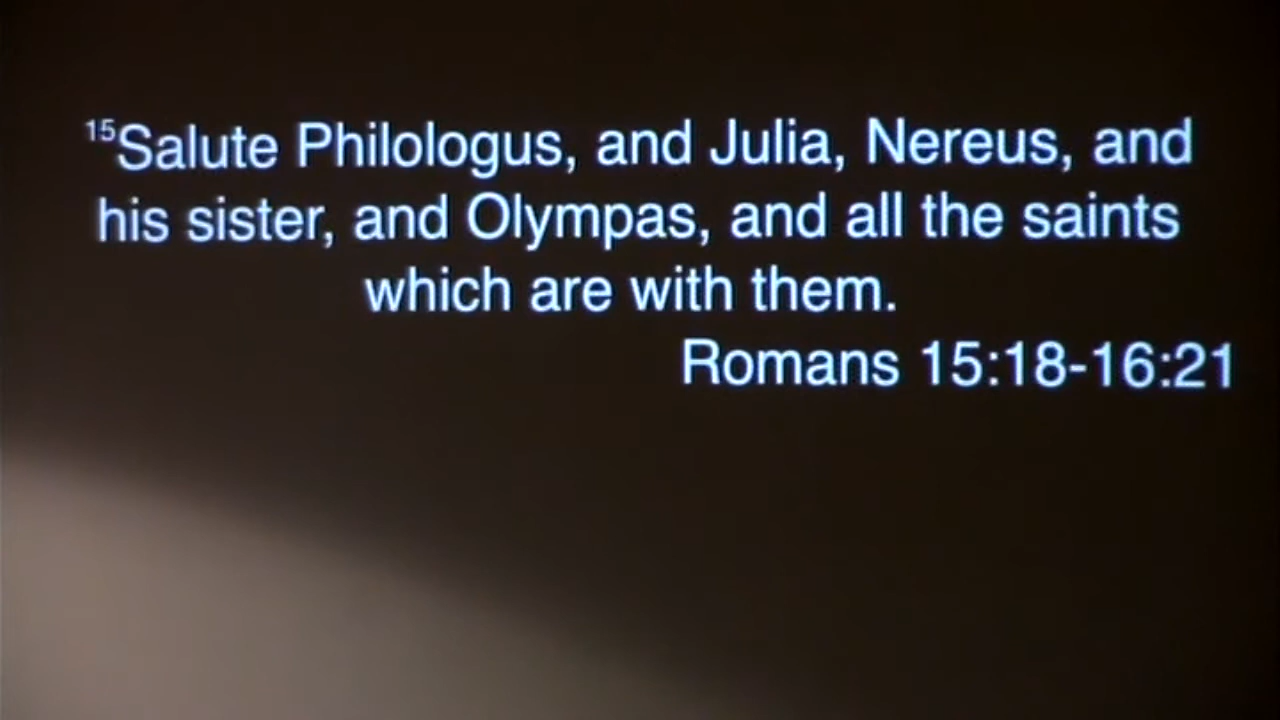 15Salute Philologus, and Julia, Nereus, and
his sister, and Olympas, and all the saints
which are with them.
Romans 15:18-16:21